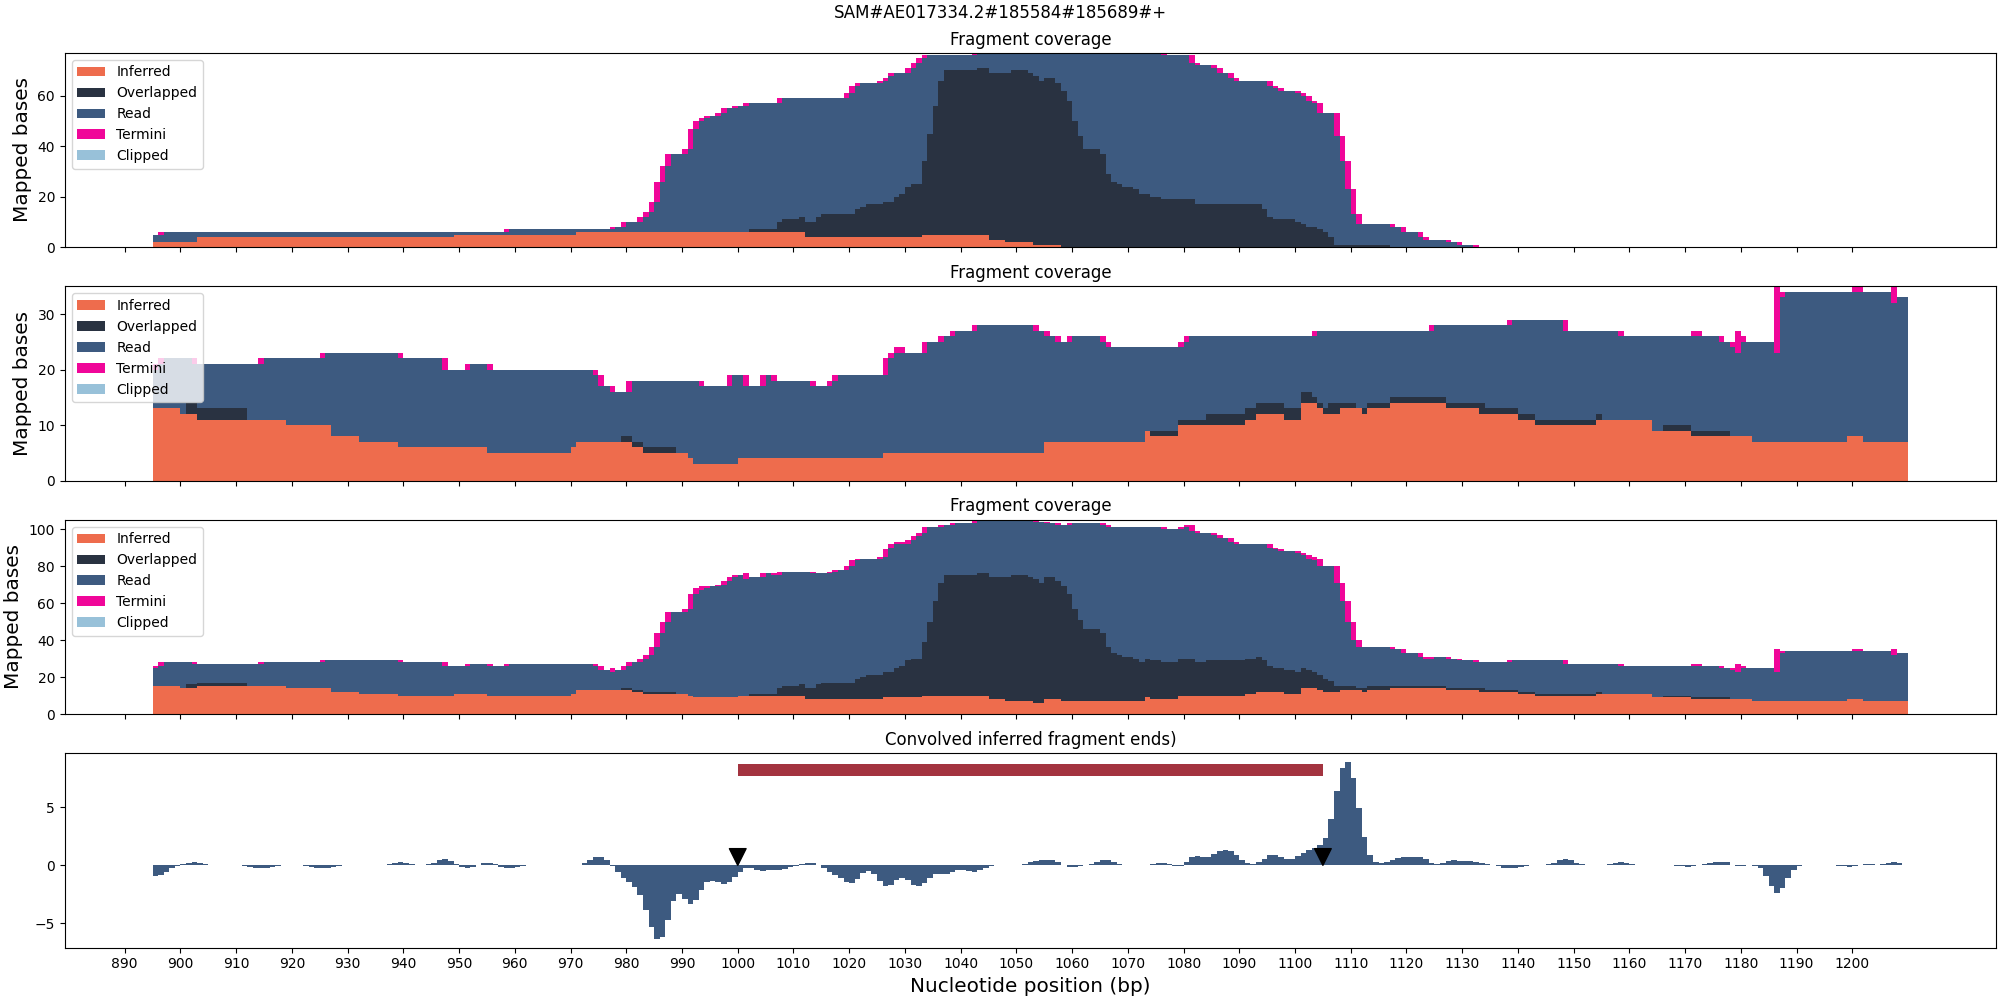 SAM#AE017334.2#185584#185689#+
Fragment coverage
Mapped bases
60
40
20
0
Inferred
Overlapped
Read
Termini
Clipped
Fragment coverage
Mapped bases
30
20
10
0
Inferred
Overlapped
Read
Termini
Clipped
Fragment coverage
Mapped bases
100
80
60
40
20
0
Inferred
Overlapped
Read
Termini
Clipped
Convolved inferred fragment ends)
5
0
−5
890 900 910 920 930 940 950 960 970 980 990 1000 1010 1020 1030 1040 1050 1060 1070 1080 1090 1100 1110 1120 1130 1140 1150 1160 1170 1180 1190 1200
Nucleotide position (bp)